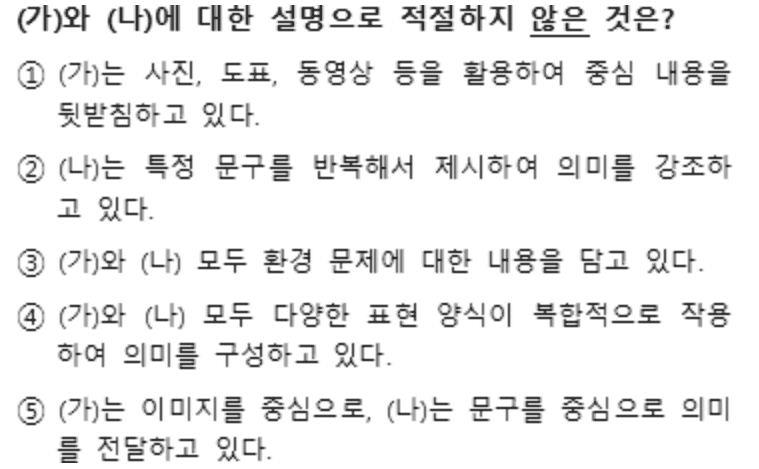 (가)와 (나)에 대한 설명으로 적절하지 않은 것은?
① (가)는 사진, 도표, 동영상 등을 활용하여 중심 내용을
뒷받침하고 있다.
② (나)는 특정 문구를 반복해서 제시하여 의미를 강조하
고 있다.
③ (가)와 (나) 모두 환경 문제에 대한 내용을 담고 있다.
④ (가)와 (나) 모두 다양한 표현 양식이 복합적으로 작용
하여 의미를 구성하고 있다.
⑤ (가)는 이미지를 중심으로, (나)는 문구를 중심으로 의미
를 전달하고 있다.